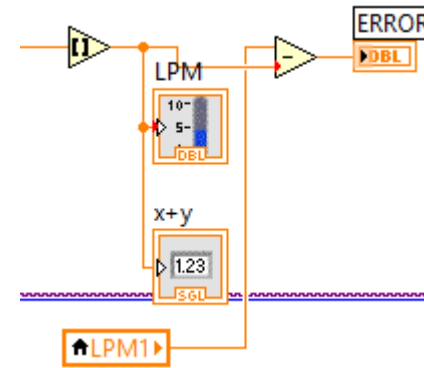 ERROR
[]
-
DBL
LPM
10-
5-
DBL
x+y
1.23
SGL
LPM1